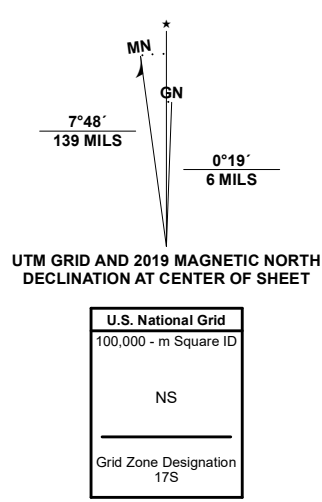 ★
MN
GN
7°48´
139 MILS
0°19´
6 MILS
UTM GRID AND 2019 MAGNETIC NORTH
DECLINATION AT CENTER OF SHEET
U.S. National Grid
100,000 - m Square ID
NS
Grid Zone Designation
17S